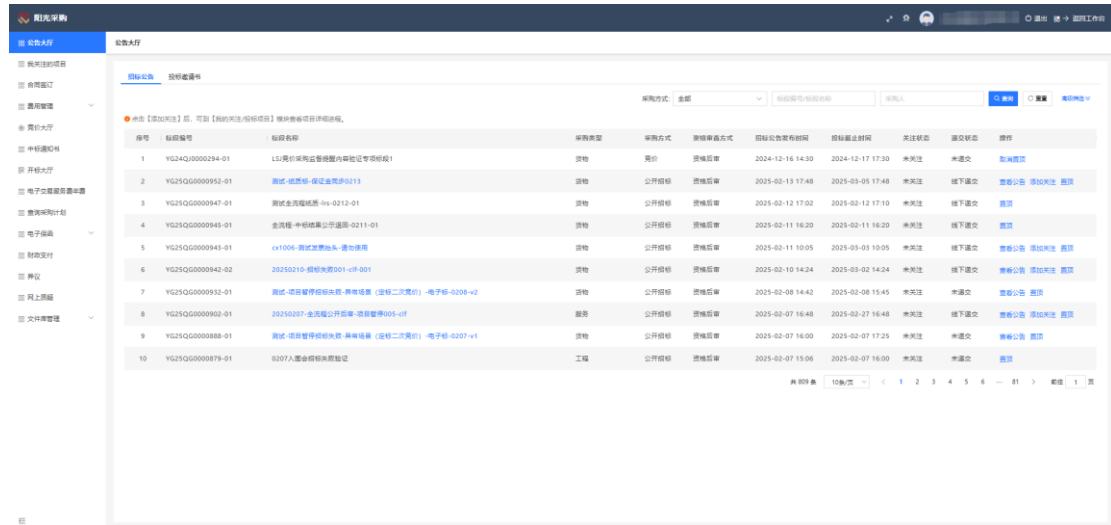 阳光采购
退出 返回工作台
公告大厅
我关注的项目
合同签订
费用管理
竞价大厅
中标通知书
开标大厅
电子交易服务费年费
查询采购计划
电子保函
财政支付
异议
网上质疑
文件库管理
公告大厅
招标公告 投标邀请书
采购方式: 全部 标段编号/标段名称 采购人 查询 重置 高级筛选
点击【添加关注】后，可到【我的关注/投标项目】模块查看项目详细进程。
序号 标段编号 标段名称 采购类型 采购方式 资格审查方式 招标公告发布时间 投标截止时间 关注状态 递交状态 操作
1 YG24QJ0000294-01 LSJ竞价采购监督提醒内容验证专项标段1 货物 竞价 资格后审 2024-12-16 14:30 2024-12-17 17:30 未关注 未递交 取消置顶
2 YG25QG0000952-01 测试-纸质标-保证金同步0213 货物 公开招标 资格后审 2025-02-13 17:48 2025-03-05 17:48 未关注 线下递交 查看公告 添加关注 置顶
3 YG25QG0000947-01 测试全流程纸质-lrs-0212-01 货物 公开招标 资格后审 2025-02-12 17:02 2025-02-12 17:10 未关注 线下递交 置顶
4 YG25QG0000945-01 全流程-中标结果公示退回-0211-01 货物 公开招标 资格后审 2025-02-11 16:20 2025-02-11 16:20 未关注 线下递交 置顶
5 YG25QG0000943-01 cx1006-测试发票抬头-请勿使用 货物 公开招标 资格后审 2025-02-11 10:05 2025-03-03 10:05 未关注 线下递交 查看公告 添加关注 置顶
6 YG25QG0000942-02 20250210-招标失败001-clf-001 货物 公开招标 资格后审 2025-02-10 14:24 2025-03-02 14:24 未关注 线下递交 查看公告 添加关注 置顶
7 YG25QG0000932-01 测试-项目暂停招标失败-异常场景（定标二次竞价）-电子标-0208-v2 货物 公开招标 资格后审 2025-02-08 14:42 2025-02-08 15:45 未关注 未递交 查看公告 置顶
8 YG25QG0000902-01 20250207-全流程公开后审-项目暂停005-clf 服务 公开招标 资格后审 2025-02-07 16:48 2025-02-27 16:48 未关注 线下递交 查看公告 添加关注 置顶
9 YG25QG0000888-01 测试-项目暂停招标失败-异常场景（定标二次竞价）-电子标-0207-v1 货物 公开招标 资格后审 2025-02-07 16:00 2025-02-07 17:25 未关注 未递交 查看公告 置顶
10 YG25QG0000879-01 0207入围会招标失败验证 工程 公开招标 资格后审 2025-02-07 15:06 2025-02-07 16:00 未关注 未递交 置顶
共 809 条 10条/页 < 1 2 3 4 5 6 ... 81 > 前往 1 页